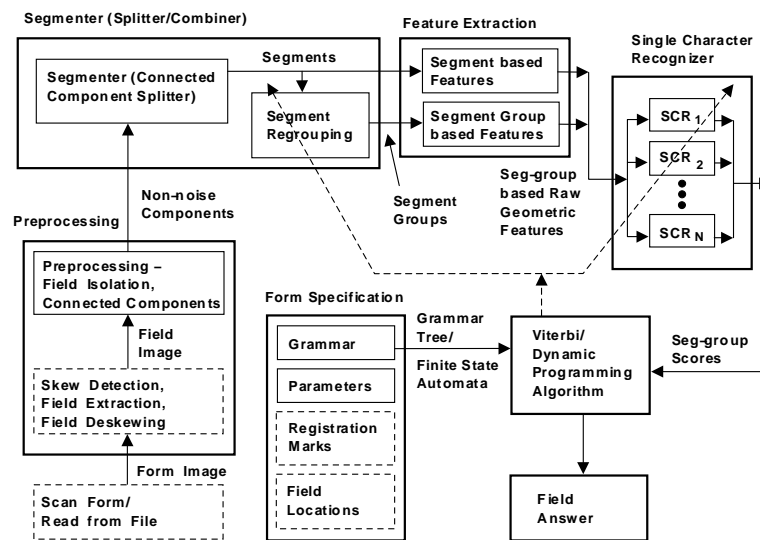 Segmenter (Splitter/Combiner)
Feature Extraction
Single Character
Recognizer
Segments
Segmenter (Connected
Component Splitter)
Segment
Regrouping
Segment based
Features
Segment Group
based Features
SCR 1
SCR 2
SCR N
Non-noise
Components
Segment
Groups
Seg-group
based Raw
Geometric
Features
Preprocessing
Preprocessing –
Field Isolation,
Connected Components
Field
Image
Skew Detection,
Field Extraction,
Field Deskewing
Form Image
Scan Form/
Read from File
Form Specification
Grammar
Parameters
Registration
Marks
Field
Locations
Grammar
Tree/
Finite State
Automata
Viterbi/
Dynamic
Programming
Algorithm
Seg-group
Scores
Field
Answer